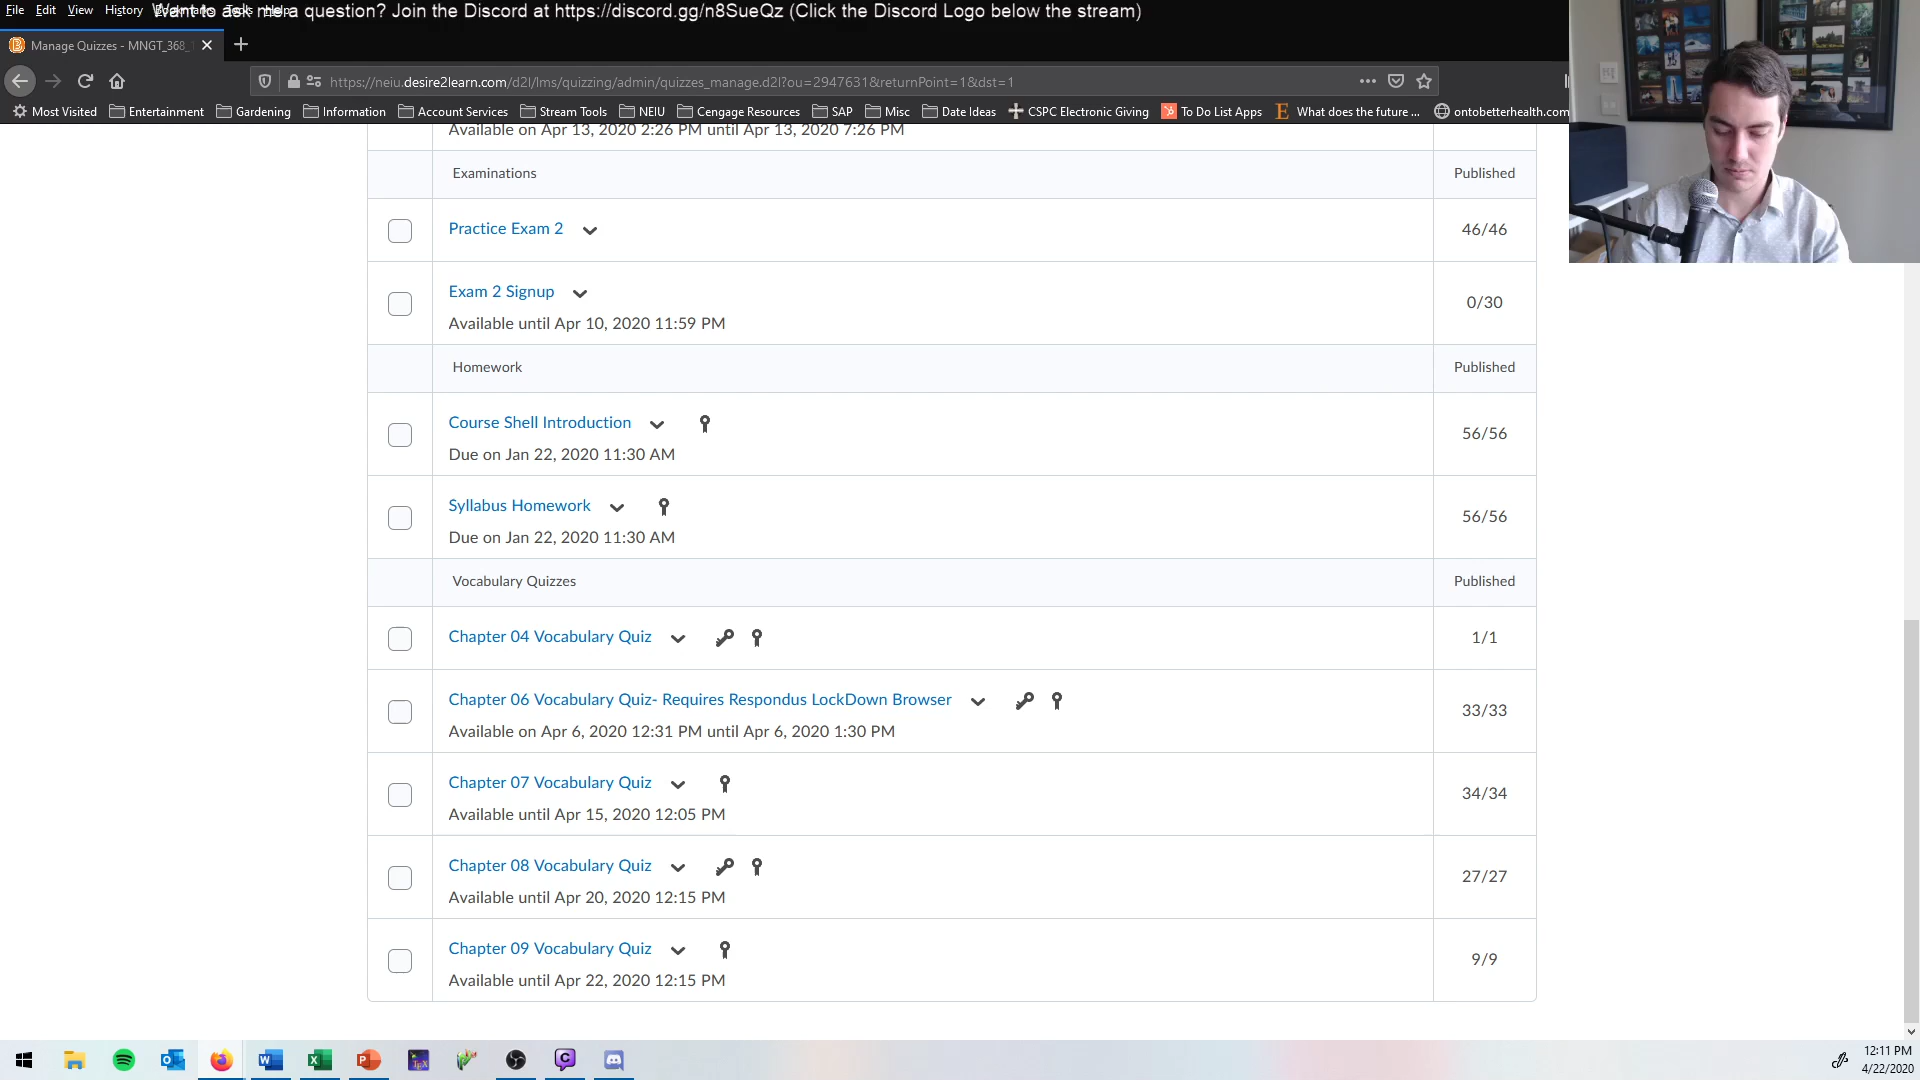 File Edit View History Bookmarks Tools Help
Want to ask me a question? Join the Discord at https://discord.gg/n8SueQz (Click the Discord Logo below the stream)
Manage Quizzes - MNGT_368_
https://neiu.desire2learn.com/d2l/lms/quizzing/admin/quizzes_manage.d2l?ou=2947631&returnPoint=1&dst=1
Most Visited Entertainment Gardening Information Account Services Stream Tools NEIU Cengage Resources SAP Misc Date Ideas CSPC Electronic Giving To Do List Apps What does the future ... ontobetterhealth.com
Available on Apr 13, 2020 2:26 PM until Apr 13, 2020 7:26 PM
Examinations Published
Practice Exam 2 46/46
Exam 2 Signup 0/30
Available until Apr 10, 2020 11:59 PM
Homework Published
Course Shell Introduction 56/56
Due on Jan 22, 2020 11:30 AM
Syllabus Homework 56/56
Due on Jan 22, 2020 11:30 AM
Vocabulary Quizzes Published
Chapter 04 Vocabulary Quiz 1/1
Chapter 06 Vocabulary Quiz- Requires Respondus LockDown Browser 33/33
Available on Apr 6, 2020 12:31 PM until Apr 6, 2020 1:30 PM
Chapter 07 Vocabulary Quiz 34/34
Available until Apr 15, 2020 12:05 PM
Chapter 08 Vocabulary Quiz 27/27
Available until Apr 20, 2020 12:15 PM
Chapter 09 Vocabulary Quiz 9/9
Available until Apr 22, 2020 12:15 PM
12:11 PM
4/22/2020